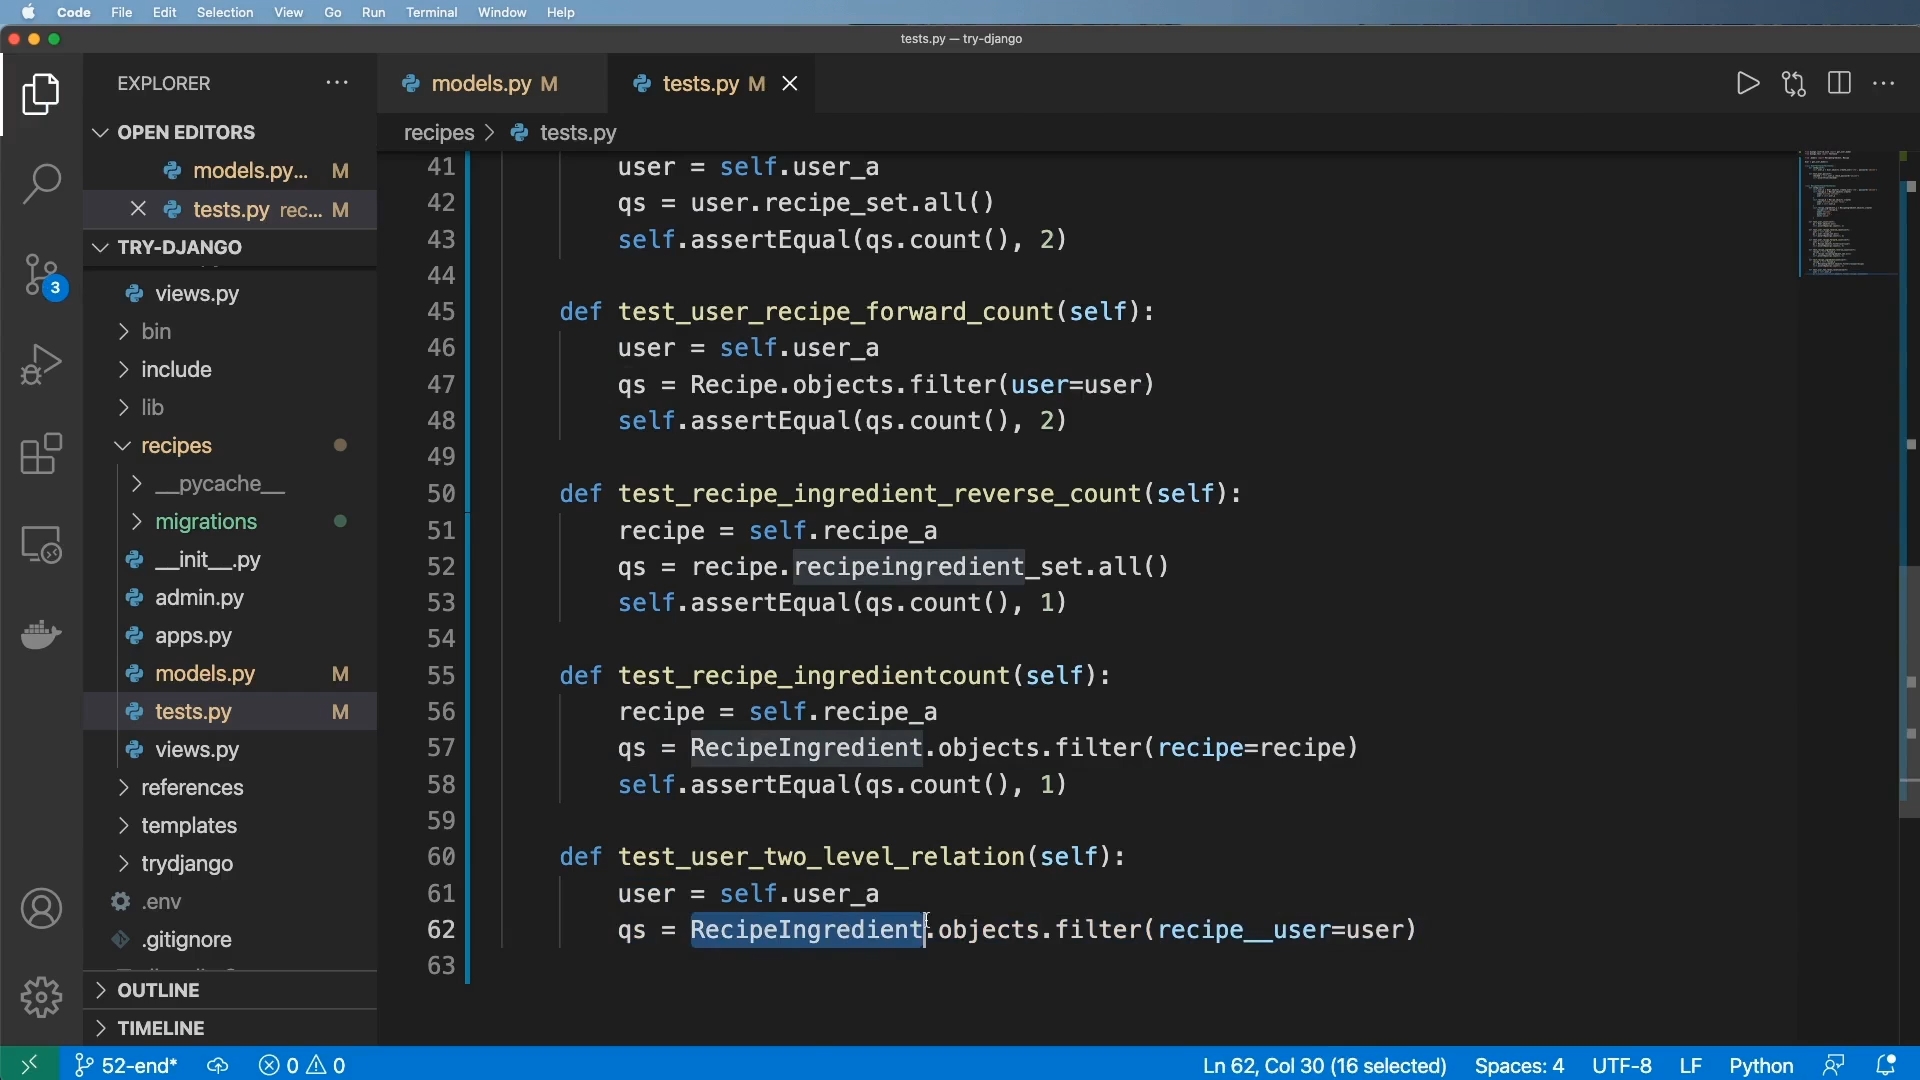 Code File Edit Selection View Go Run Terminal Window Help
tests.py — try-django
EXPLORER
models.py M
tests.py M
OPEN EDITORS
recipes > tests.py
models.py... M
tests.py rec... M
TRY-DJANGO
views.py
bin
include
lib
recipes
__pycache__
migrations
__init__.py
admin.py
apps.py
models.py M
tests.py M
views.py
references
templates
trydjango
.env
.gitignore
OUTLINE
TIMELINE
3
41 user = self.user_a
42 qs = user.recipe_set.all()
43 self.assertEqual(qs.count(), 2)
44
45 def test_user_recipe_forward_count(self):
46 user = self.user_a
47 qs = Recipe.objects.filter(user=user)
48 self.assertEqual(qs.count(), 2)
49
50 def test_recipe_ingredient_reverse_count(self):
51 recipe = self.recipe_a
52 qs = recipe.recipeingredient_set.all()
53 self.assertEqual(qs.count(), 1)
54
55 def test_recipe_ingredientcount(self):
56 recipe = self.recipe_a
57 qs = RecipeIngredient.objects.filter(recipe=recipe)
58 self.assertEqual(qs.count(), 1)
59
60 def test_user_two_level_relation(self):
61 user = self.user_a
62 qs = RecipeIngredient.objects.filter(recipe__user=user)
63
52-end* 0 0 Ln 62, Col 30 (16 selected) Spaces: 4 UTF-8 LF Python